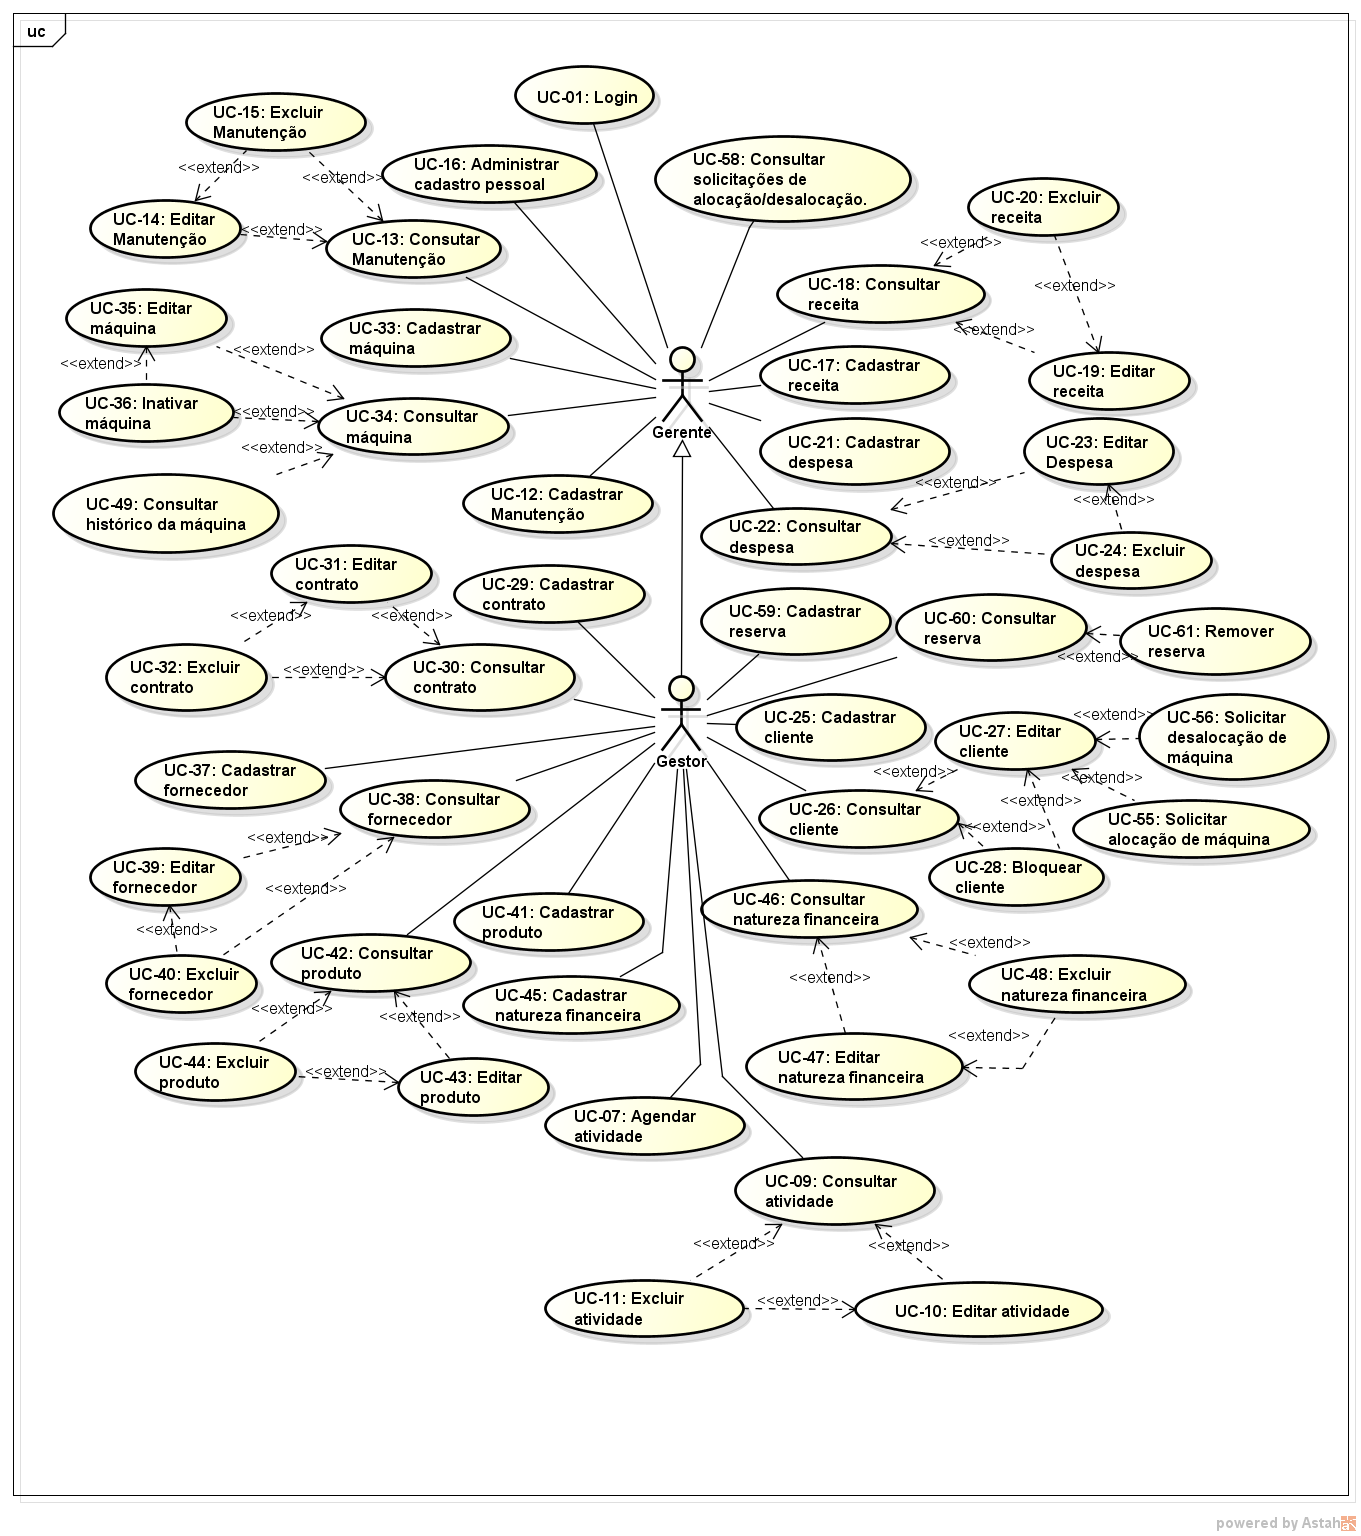 uc
UC-01: Login
UC-15: Excluir
Manutenção
<<extend>>
<<extend>>
UC-16: Administrar
cadastro pessoal
UC-58: Consultar
solicitações de
alocação/desalocação.
UC-20: Excluir
receita
UC-14: Editar
Manutenção
<<extend>>
UC-13: Consutar
Manutenção
<<extend>>
<<extend>>
UC-18: Consultar
receita
UC-35: Editar
máquina
UC-33: Cadastrar
máquina
<<extend>>
<<extend>>
<<extend>>
UC-17: Cadastrar
receita
UC-19: Editar
receita
UC-36: Inativar
máquina
<<extend>>
UC-34: Consultar
máquina
Gerente
<<extend>>
UC-21: Cadastrar
despesa
UC-23: Editar
Despesa
UC-49: Consultar
histórico da máquina
UC-12: Cadastrar
Manutenção
<<extend>>
<<extend>>
UC-22: Consultar
despesa
<<extend>>
UC-24: Excluir
despesa
UC-31: Editar
contrato
UC-29: Cadastrar
contrato
<<extend>>
<<extend>>
UC-59: Cadastrar
reserva
UC-60: Consultar
reserva
UC-61: Remover
reserva
<<extend>>
UC-32: Excluir
contrato
<<extend>>
UC-30: Consultar
contrato
UC-25: Cadastrar
cliente
UC-27: Editar
cliente
<<extend>>
UC-56: Solicitar
desalocação de
máquina
Gestor
UC-37: Cadastrar
fornecedor
<<extend>>
<<extend>>
UC-38: Consultar
fornecedor
UC-26: Consultar
cliente
<<extend>>
<<extend>>
UC-55: Solicitar
alocação de máquina
<<extend>>
UC-39: Editar
fornecedor
<<extend>>
UC-28: Bloquear
cliente
UC-46: Consultar
natureza financeira
<<extend>>
UC-41: Cadastrar
produto
<<extend>>
UC-42: Consultar
produto
UC-40: Excluir
fornecedor
<<extend>>
UC-48: Excluir
natureza financeira
UC-45: Cadastrar
natureza financeira
<<extend>>
<<extend>>
<<extend>>
UC-44: Excluir
produto
<<extend>>
UC-43: Editar
produto
UC-47: Editar
natureza financeira
UC-07: Agendar
atividade
UC-09: Consultar
atividade
<<extend>>
<<extend>>
UC-11: Excluir
atividade
<<extend>>
UC-10: Editar atividade
powered by Astah